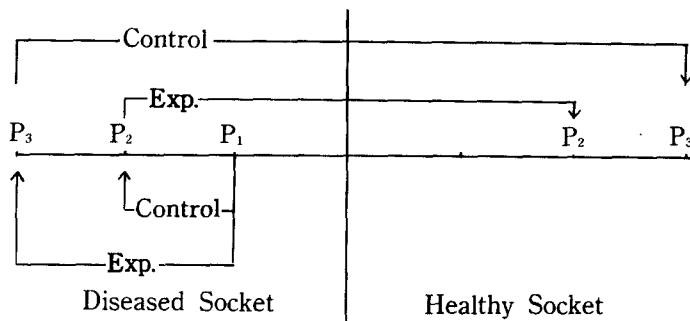 Control
Exp.
P₃ P₂ P₁ P₂ P₃
Control
Exp.
Diseased Socket Healthy Socket